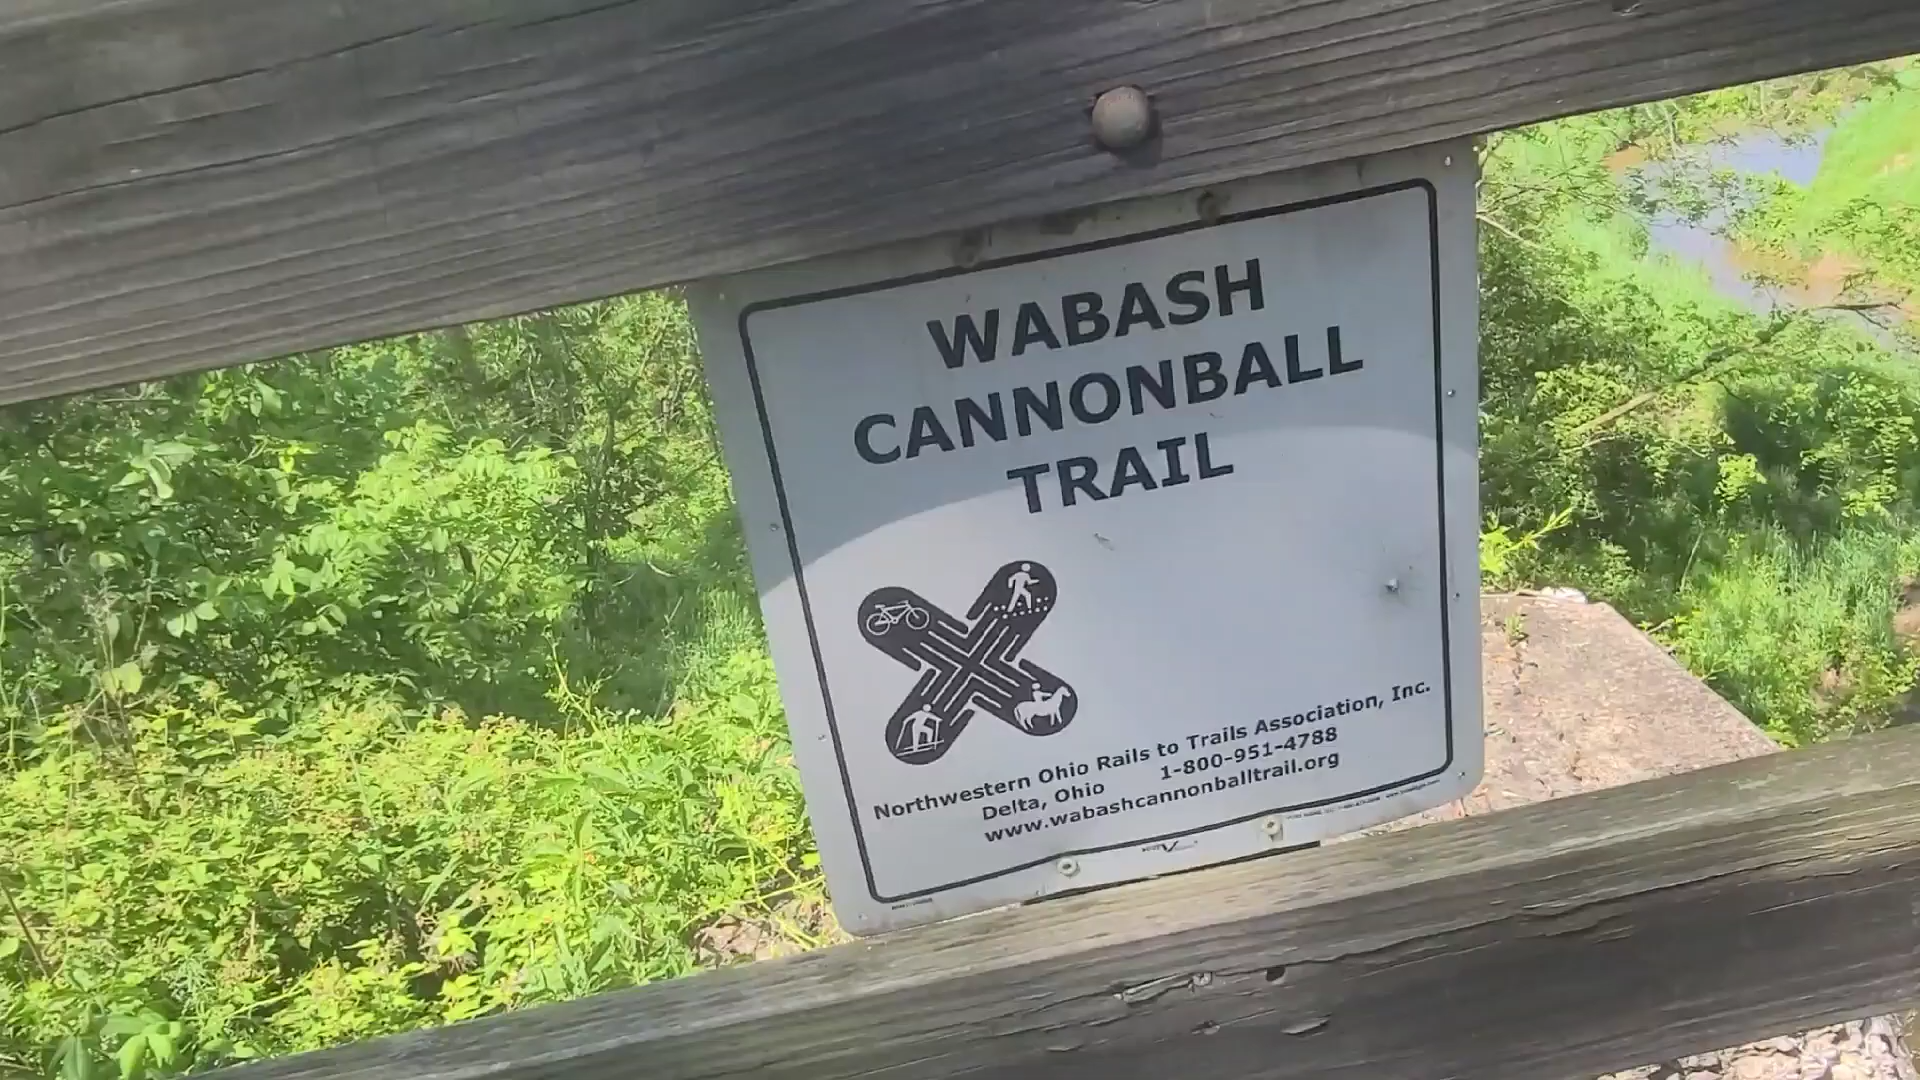 WABASH
CANNONBALL
TRAIL
Northwestern Ohio Rails to Trails Association, Inc.
Delta, Ohio 1-800-951-4788
www.wabashcannonballtrail.org